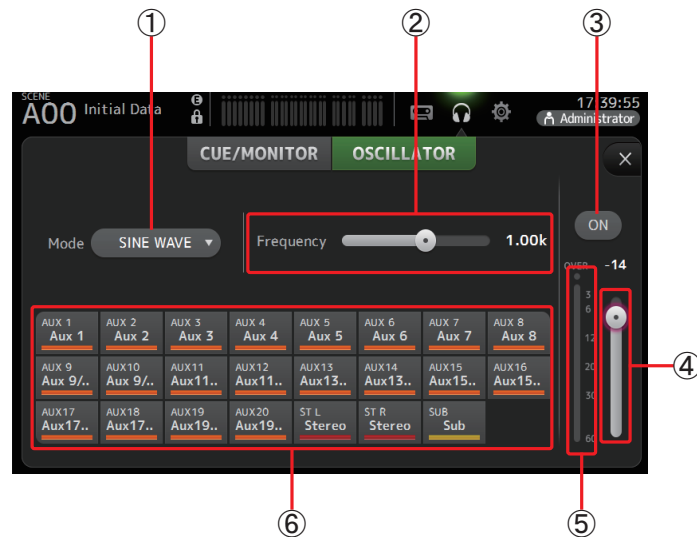 ① ② ③
SCENE
A00 Initial Data
E
17:39:55
Administrator
CUE/MONITOR OSCILLATOR
×
Mode SINE WAVE ▼ Frequency 1.00k ON
OVER -14
3
6
12
20
30
60
AUX 1 AUX 2 AUX 3 AUX 4 AUX 5 AUX 6 AUX 7 AUX 8
Aux 1 Aux 2 Aux 3 Aux 4 Aux 5 Aux 6 Aux 7 Aux 8
AUX 9 AUX10 AUX11 AUX12 AUX13 AUX14 AUX15 AUX16
Aux 9/.. Aux 9/.. Aux11.. Aux11.. Aux13.. Aux13.. Aux15.. Aux15..
AUX17 AUX18 AUX19 AUX20 ST L ST R SUB
Aux17.. Aux17.. Aux19.. Aux19.. Stereo Stereo Sub
④
⑥ ⑤